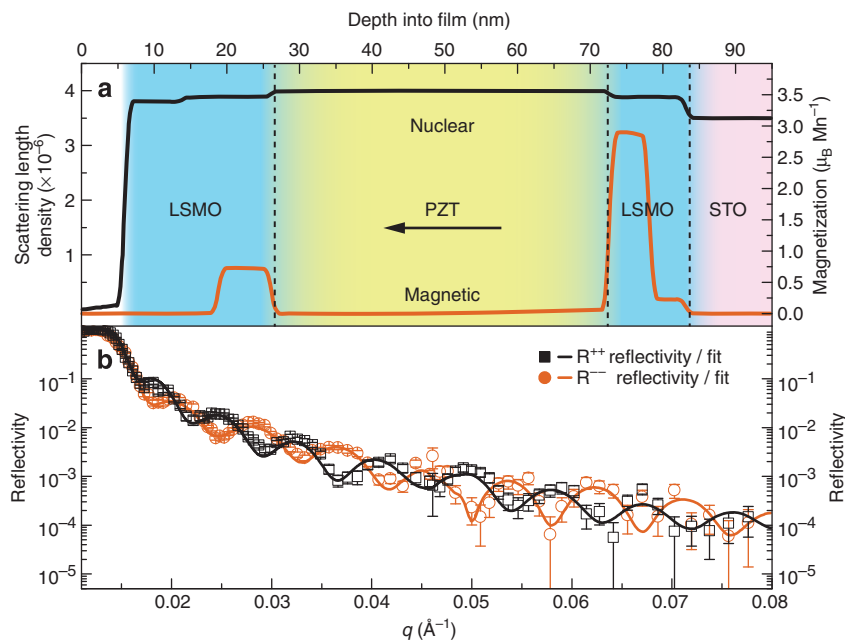 Depth into film (nm)
0 10 20 30 40 50 60 70 80 90
a
4
3
2
1
Scattering length
density (×10⁻⁶)
Nuclear
LSMO
PZT
LSMO
STO
Magnetic
3.5
3.0
2.5
2.0
1.5
1.0
0.5
0.0
Magnetization (μB Mn⁻¹)
b
R⁺⁺ reflectivity / fit
R⁻⁻ reflectivity / fit
10⁻¹
10⁻²
10⁻³
10⁻⁴
10⁻⁵
Reflectivity
10⁻¹
10⁻²
10⁻³
10⁻⁴
10⁻⁵
Reflectivity
0.02 0.03 0.04 0.05 0.06 0.07 0.08
q (Å⁻¹)